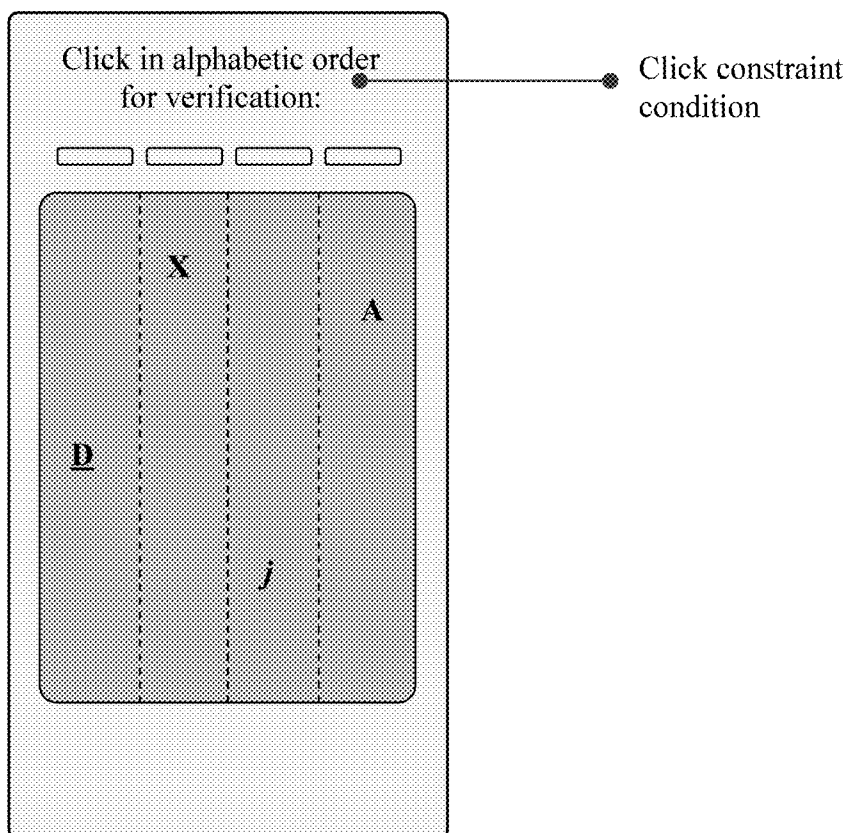 Click in alphabetic order
for verification:
Click constraint
condition
X
A
D
j